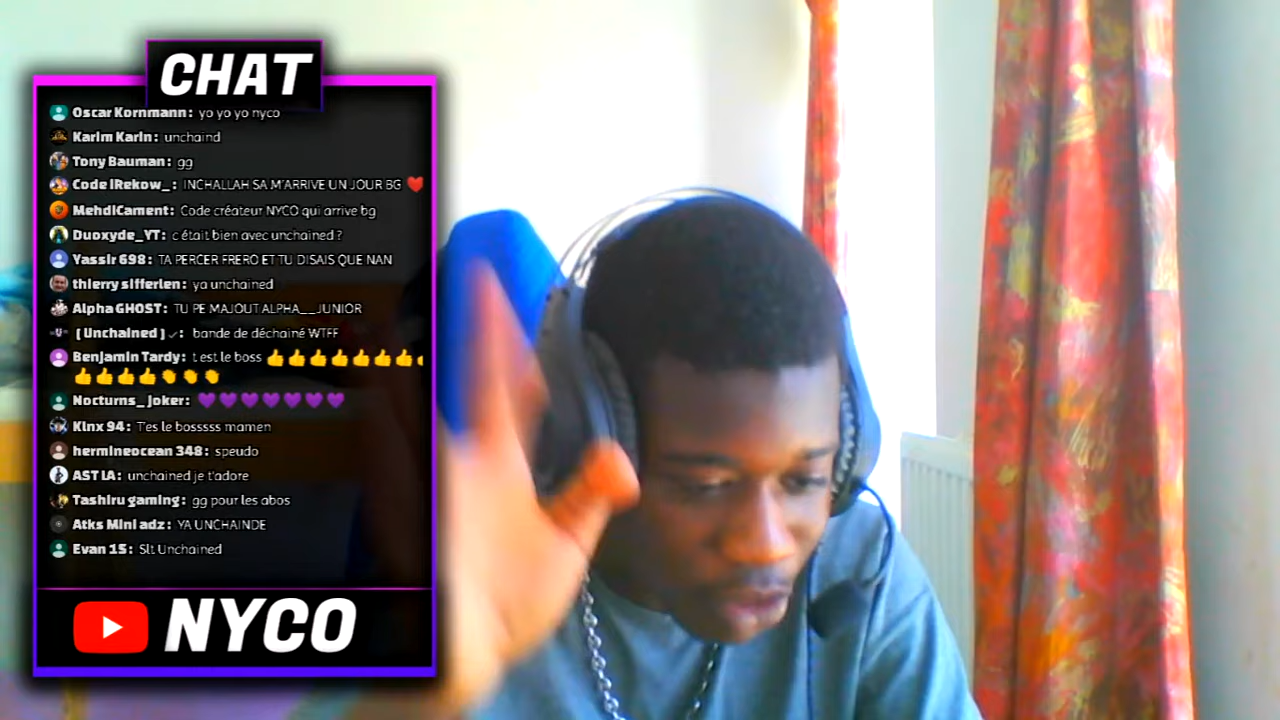 CHAT
Oscar Kornmann: yo yo yo nyco
Karim Karin: unchaind
Tony Bauman: gg
Code iRekow_: INCHALLAH SA M'ARRIVE UN JOUR BG ❤️
MehdiCament: Code créateur NYCO qui arrive bg
Duoxyde_YT: c était bien avec unchained ?
Yassir 698: TA PERCER FRERO ET TU DISAIS QUE NAN
thierry sifferlen: ya unchained
Alpha GHOST: TU PE MAJOUT ALPHA__JUNIOR
[Unchained] ✓: bande de déchainé WTFF
Benjamin Tardy: t est le boss 👍👍👍👍👍👍👍
👍👍👍👍👏👏👏
Nocturns_Joker: 💜💜💜💜💜💜💜
Klnx 94: T'es le bosssss mamen
hermineocean 348: speudo
AST IA: unchained je t'adore
Tashiru gaming: gg pour les abos
Atks Mini adz: YA UNCHAINDE
Evan 15: Slt Unchained
NYCO